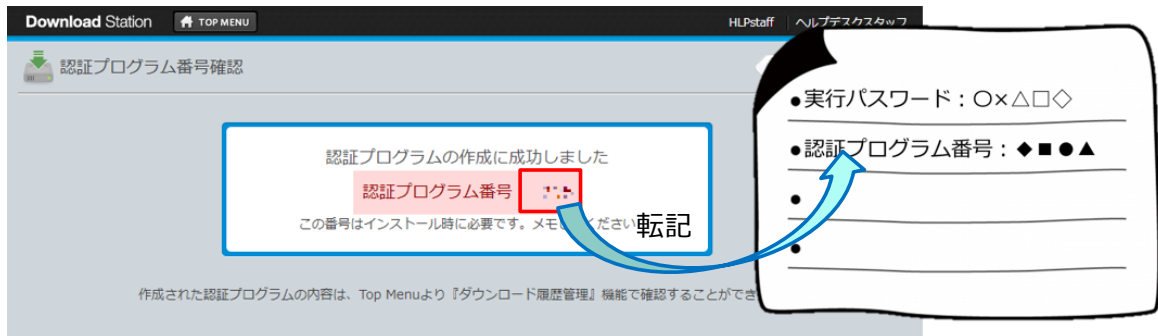 Download Station TOP MENU HLPstaff ヘルプデスクスタッフ
認証プログラム番号確認
認証プログラムの作成に成功しました
認証プログラム番号
この番号はインストール時に必要です。メモ ください
転記
作成された認証プログラムの内容は、Top Menuより『ダウンロード履歴管理』機能で確認することができ
●実行パスワード：○×△□◇
●認証プログラム番号：◆■●▲
●
●